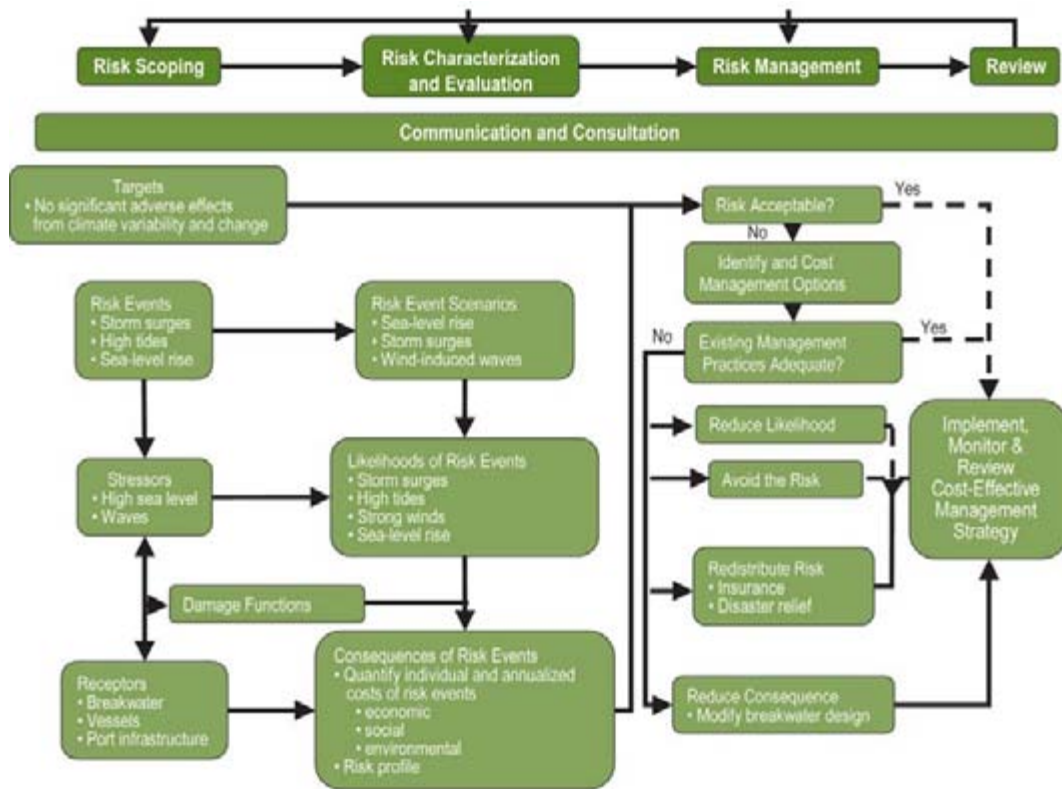 Risk Scoping
Risk Characterization
and Evaluation
Risk Management
Review
Communication and Consultation
Targets
• No significant adverse effects
from climate variability and change
Risk Acceptable?
Yes
No
Identify and Cost
Management Options
Risk Events
• Storm surges
• High tides
• Sea-level rise
Risk Event Scenarios
• Sea-level rise
• Storm surges
• Wind-induced waves
No
Existing Management
Practices Adequate?
Yes
Reduce Likelihood
Avoid the Risk
Implement,
Monitor &
Review
Cost-Effective
Management
Strategy
Stressors
• High sea level
• Waves
Likelihoods of Risk Events
• Storm surges
• High tides
• Strong winds
• Sea-level rise
Redistribute Risk
• Insurance
• Disaster relief
Damage Functions
Receptors
• Breakwater
• Vessels
• Port infrastructure
Consequences of Risk Events
• Quantify individual and annualized
costs of risk events
• economic
• social
• environmental
• Risk profile
Reduce Consequence
• Modify breakwater design